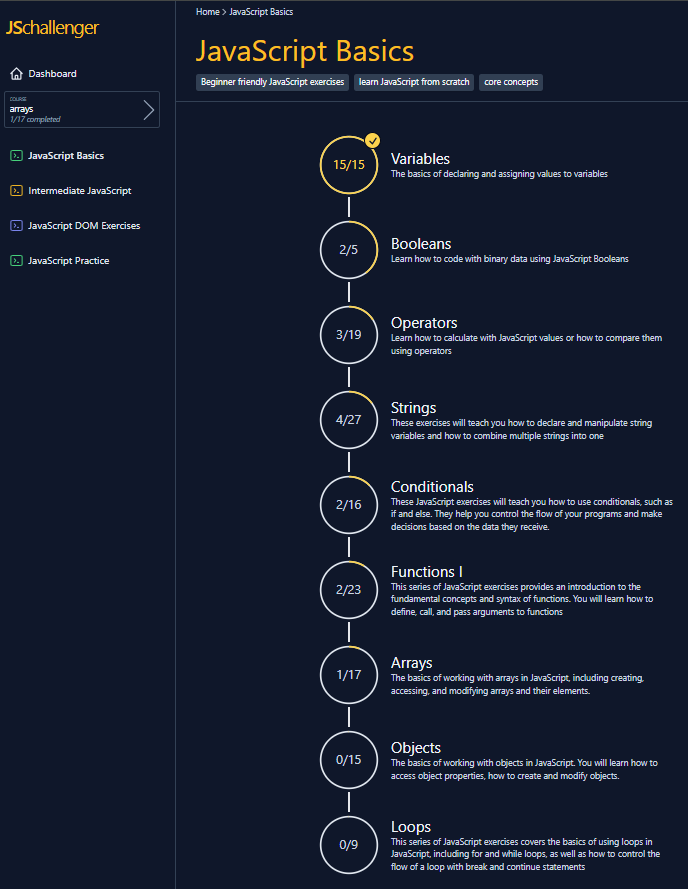 JSchallenger
Dashboard
COURSE
arrays
1/17 completed
JavaScript Basics
Intermediate JavaScript
JavaScript DOM Exercises
JavaScript Practice
Home > JavaScript Basics
JavaScript Basics
Beginner friendly JavaScript exercises learn JavaScript from scratch core concepts
15/15
Variables
The basics of declaring and assigning values to variables
2/5
Booleans
Learn how to code with binary data using JavaScript Booleans
3/19
Operators
Learn how to calculate with JavaScript values or how to compare them
using operators
4/27
Strings
These exercises will teach you how to declare and manipulate string
variables and how to combine multiple strings into one
2/16
Conditionals
These JavaScript exercises will teach you how to use conditionals, such as
if and else. They help you control the flow of your programs and make
decisions based on the data they receive.
2/23
Functions I
This series of JavaScript exercises provides an introduction to the
fundamental concepts and syntax of functions. You will learn how to
define, call, and pass arguments to functions
1/17
Arrays
The basics of working with arrays in JavaScript, including creating,
accessing, and modifying arrays and their elements.
0/15
Objects
The basics of working with objects in JavaScript. You will learn how to
access object properties, how to create and modify objects.
0/9
Loops
This series of JavaScript exercises covers the basics of using loops in
JavaScript, including for and while loops, as well as how to control the
flow of a loop with break and continue statements